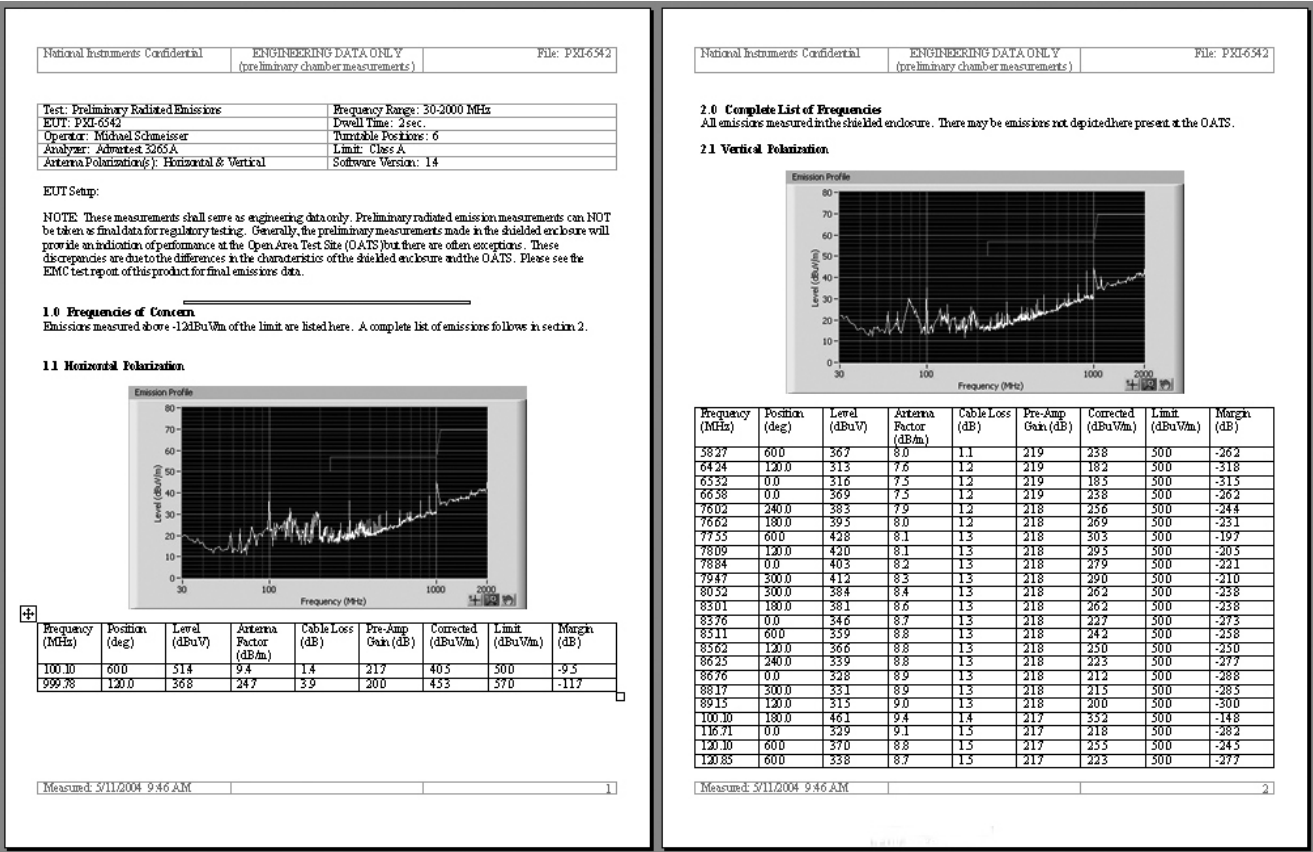 National Instruments Confidential ENGINEERING DATA ONLY File: PXI-6542
(preliminary chamber measurements)
Test: Preliminary Radiated Emissions Frequency Range: 30-2000 MHz
EUT: PXI-6542 Dwell Time: 2 sec.
Operator: Michael Schmeisser Turntable Positions: 6
Analyzer: Advantest 3265A Limit: Class A
Antenna Polarization(s): Horizontal & Vertical Software Version: 14
EUT Setup:
NOTE: These measurements shall serve as engineering data only. Preliminary radiated emission measurements can NOT
be taken as final data for regulatory testing. Generally, the preliminary measurements made in the shielded enclosure will
provide an indication of performance at the Open Area Test Site (OATS) but there are often exceptions. These
discrepancies are due to the differences in the characteristics of the shielded enclosure and the OATS. Please see the
EMC test report of this product for final emissions data.
1.0 Frequencies of Concern
Emissions measured above -12dBuV/m of the limit are listed here. A complete list of emissions follows in section 2.
1.1 Horizontal Polarization
Emission Profile
80
70
60
50
40
30
20
10
0
Level (dBuV/m)
30 100 1000 2000
Frequency (MHz)
Frequency Position Level Antenna Cable Loss Pre-Amp Corrected Limit Margin
(MHz) (deg) (dBuV) Factor (dB) Gain (dB) (dBuV/m) (dBuV/m) (dB)
(dB/m)
100.10 60.0 51.4 9.4 1.4 21.7 40.5 50.0 -9.5
999.78 120.0 36.8 24.7 3.9 20.0 45.3 57.0 -11.7
Measured: 5/11/2004 9:46 AM 1
National Instruments Confidential ENGINEERING DATA ONLY File: PXI-6542
(preliminary chamber measurements)
2.0 Complete List of Frequencies
All emissions measured in the shielded enclosure. There may be emissions not depicted here present at the OATS.
2.1 Vertical Polarization
Emission Profile
80
70
60
50
40
30
20
10
0
Level (dBuV/m)
30 100 1000 2000
Frequency (MHz)
Frequency Position Level Antenna Cable Loss Pre-Amp Corrected Limit Margin
(MHz) (deg) (dBuV) Factor (dB) Gain (dB) (dBuV/m) (dBuV/m) (dB)
(dB/m)
58.27 60.0 36.7 8.0 1.1 21.9 23.8 50.0 -26.2
64.24 120.0 31.3 7.6 1.2 21.9 18.2 50.0 -31.8
65.32 0.0 31.6 7.5 1.2 21.9 18.5 50.0 -31.5
66.58 0.0 36.9 7.5 1.2 21.9 23.8 50.0 -26.2
76.02 240.0 38.3 7.9 1.2 21.8 25.6 50.0 -24.4
76.62 180.0 39.5 8.0 1.2 21.8 26.9 50.0 -23.1
77.55 60.0 42.8 8.1 1.3 21.8 30.3 50.0 -19.7
78.09 120.0 42.0 8.1 1.3 21.8 29.5 50.0 -20.5
78.84 0.0 40.3 8.2 1.3 21.8 27.9 50.0 -22.1
79.47 300.0 41.2 8.3 1.3 21.8 29.0 50.0 -21.0
80.52 300.0 38.4 8.4 1.3 21.8 26.2 50.0 -23.8
83.01 180.0 38.1 8.6 1.3 21.8 26.2 50.0 -23.8
83.76 0.0 34.6 8.7 1.3 21.8 22.7 50.0 -27.3
85.11 60.0 35.9 8.8 1.3 21.8 24.2 50.0 -25.8
85.62 120.0 36.6 8.8 1.3 21.8 25.0 50.0 -25.0
86.25 240.0 33.9 8.8 1.3 21.8 22.3 50.0 -27.7
86.76 0.0 32.8 8.9 1.3 21.8 21.2 50.0 -28.8
88.17 300.0 33.1 8.9 1.3 21.8 21.5 50.0 -28.5
89.15 120.0 31.5 9.0 1.3 21.8 20.0 50.0 -30.0
100.10 180.0 46.1 9.4 1.4 21.7 35.2 50.0 -14.8
116.71 0.0 32.9 9.1 1.5 21.7 21.8 50.0 -28.2
120.10 60.0 37.0 8.8 1.5 21.7 25.5 50.0 -24.5
120.85 60.0 33.8 8.7 1.5 21.7 22.3 50.0 -27.7
Measured: 5/11/2004 9:46 AM 2